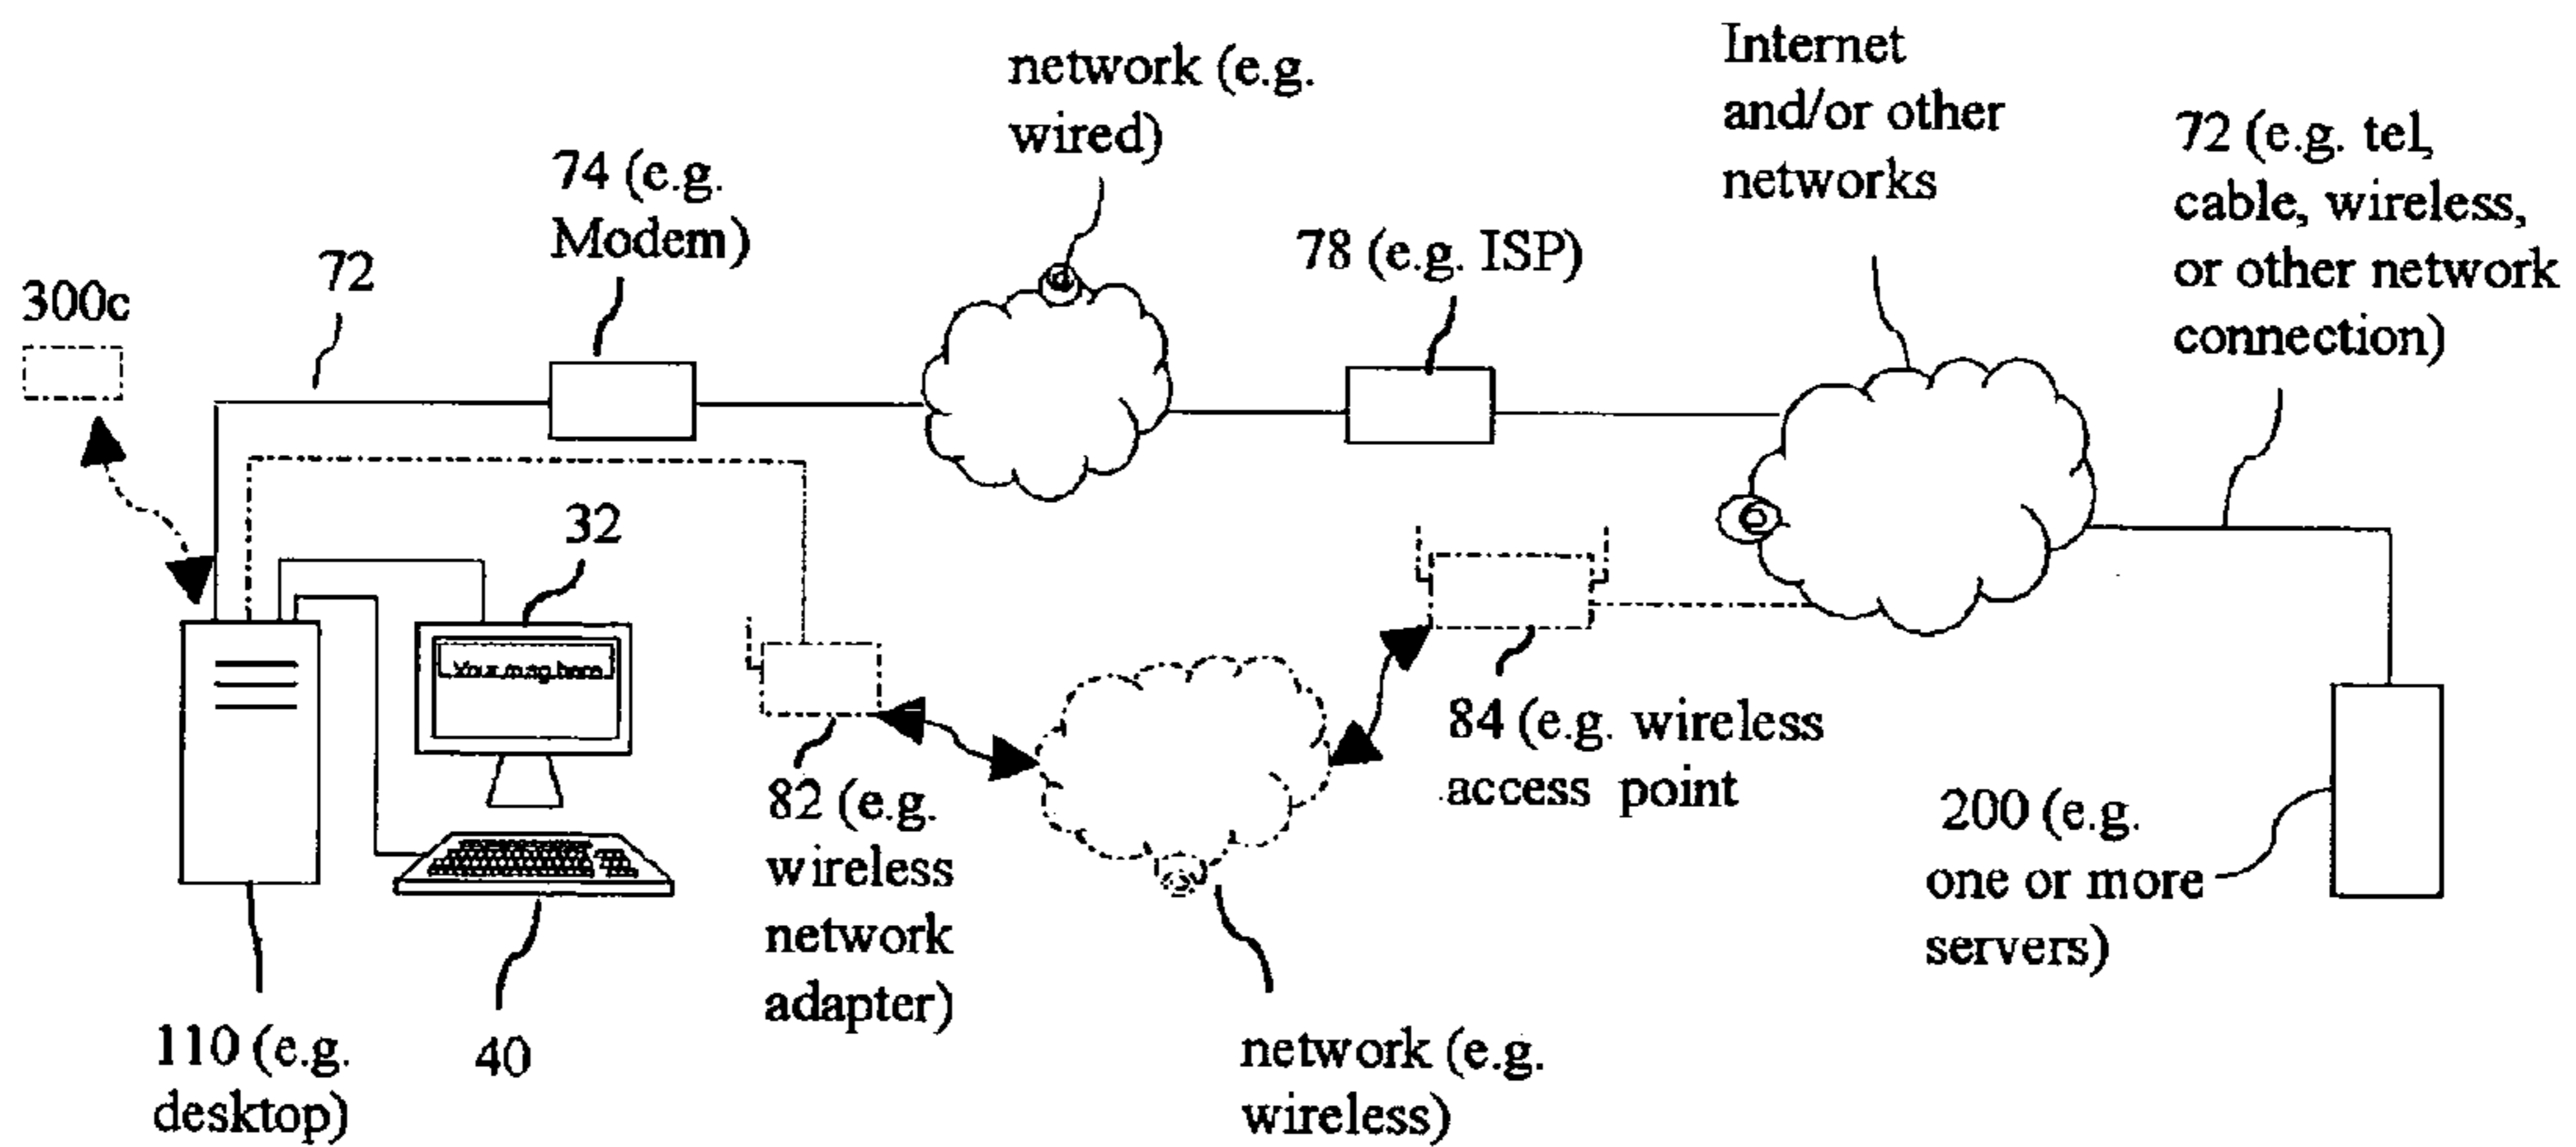 Internet
and/or other
networks
network (e.g.
wired)
72 (e.g. tel,
cable, wireless,
or other network
connection)
74 (e.g.
Modem)
78 (e.g. ISP)
72
300c
32
Your msg here
84 (e.g. wireless
access point
82 (e.g.
wireless
network
adapter)
200 (e.g.
one or more
servers)
110 (e.g.
desktop)
40
network (e.g.
wireless)